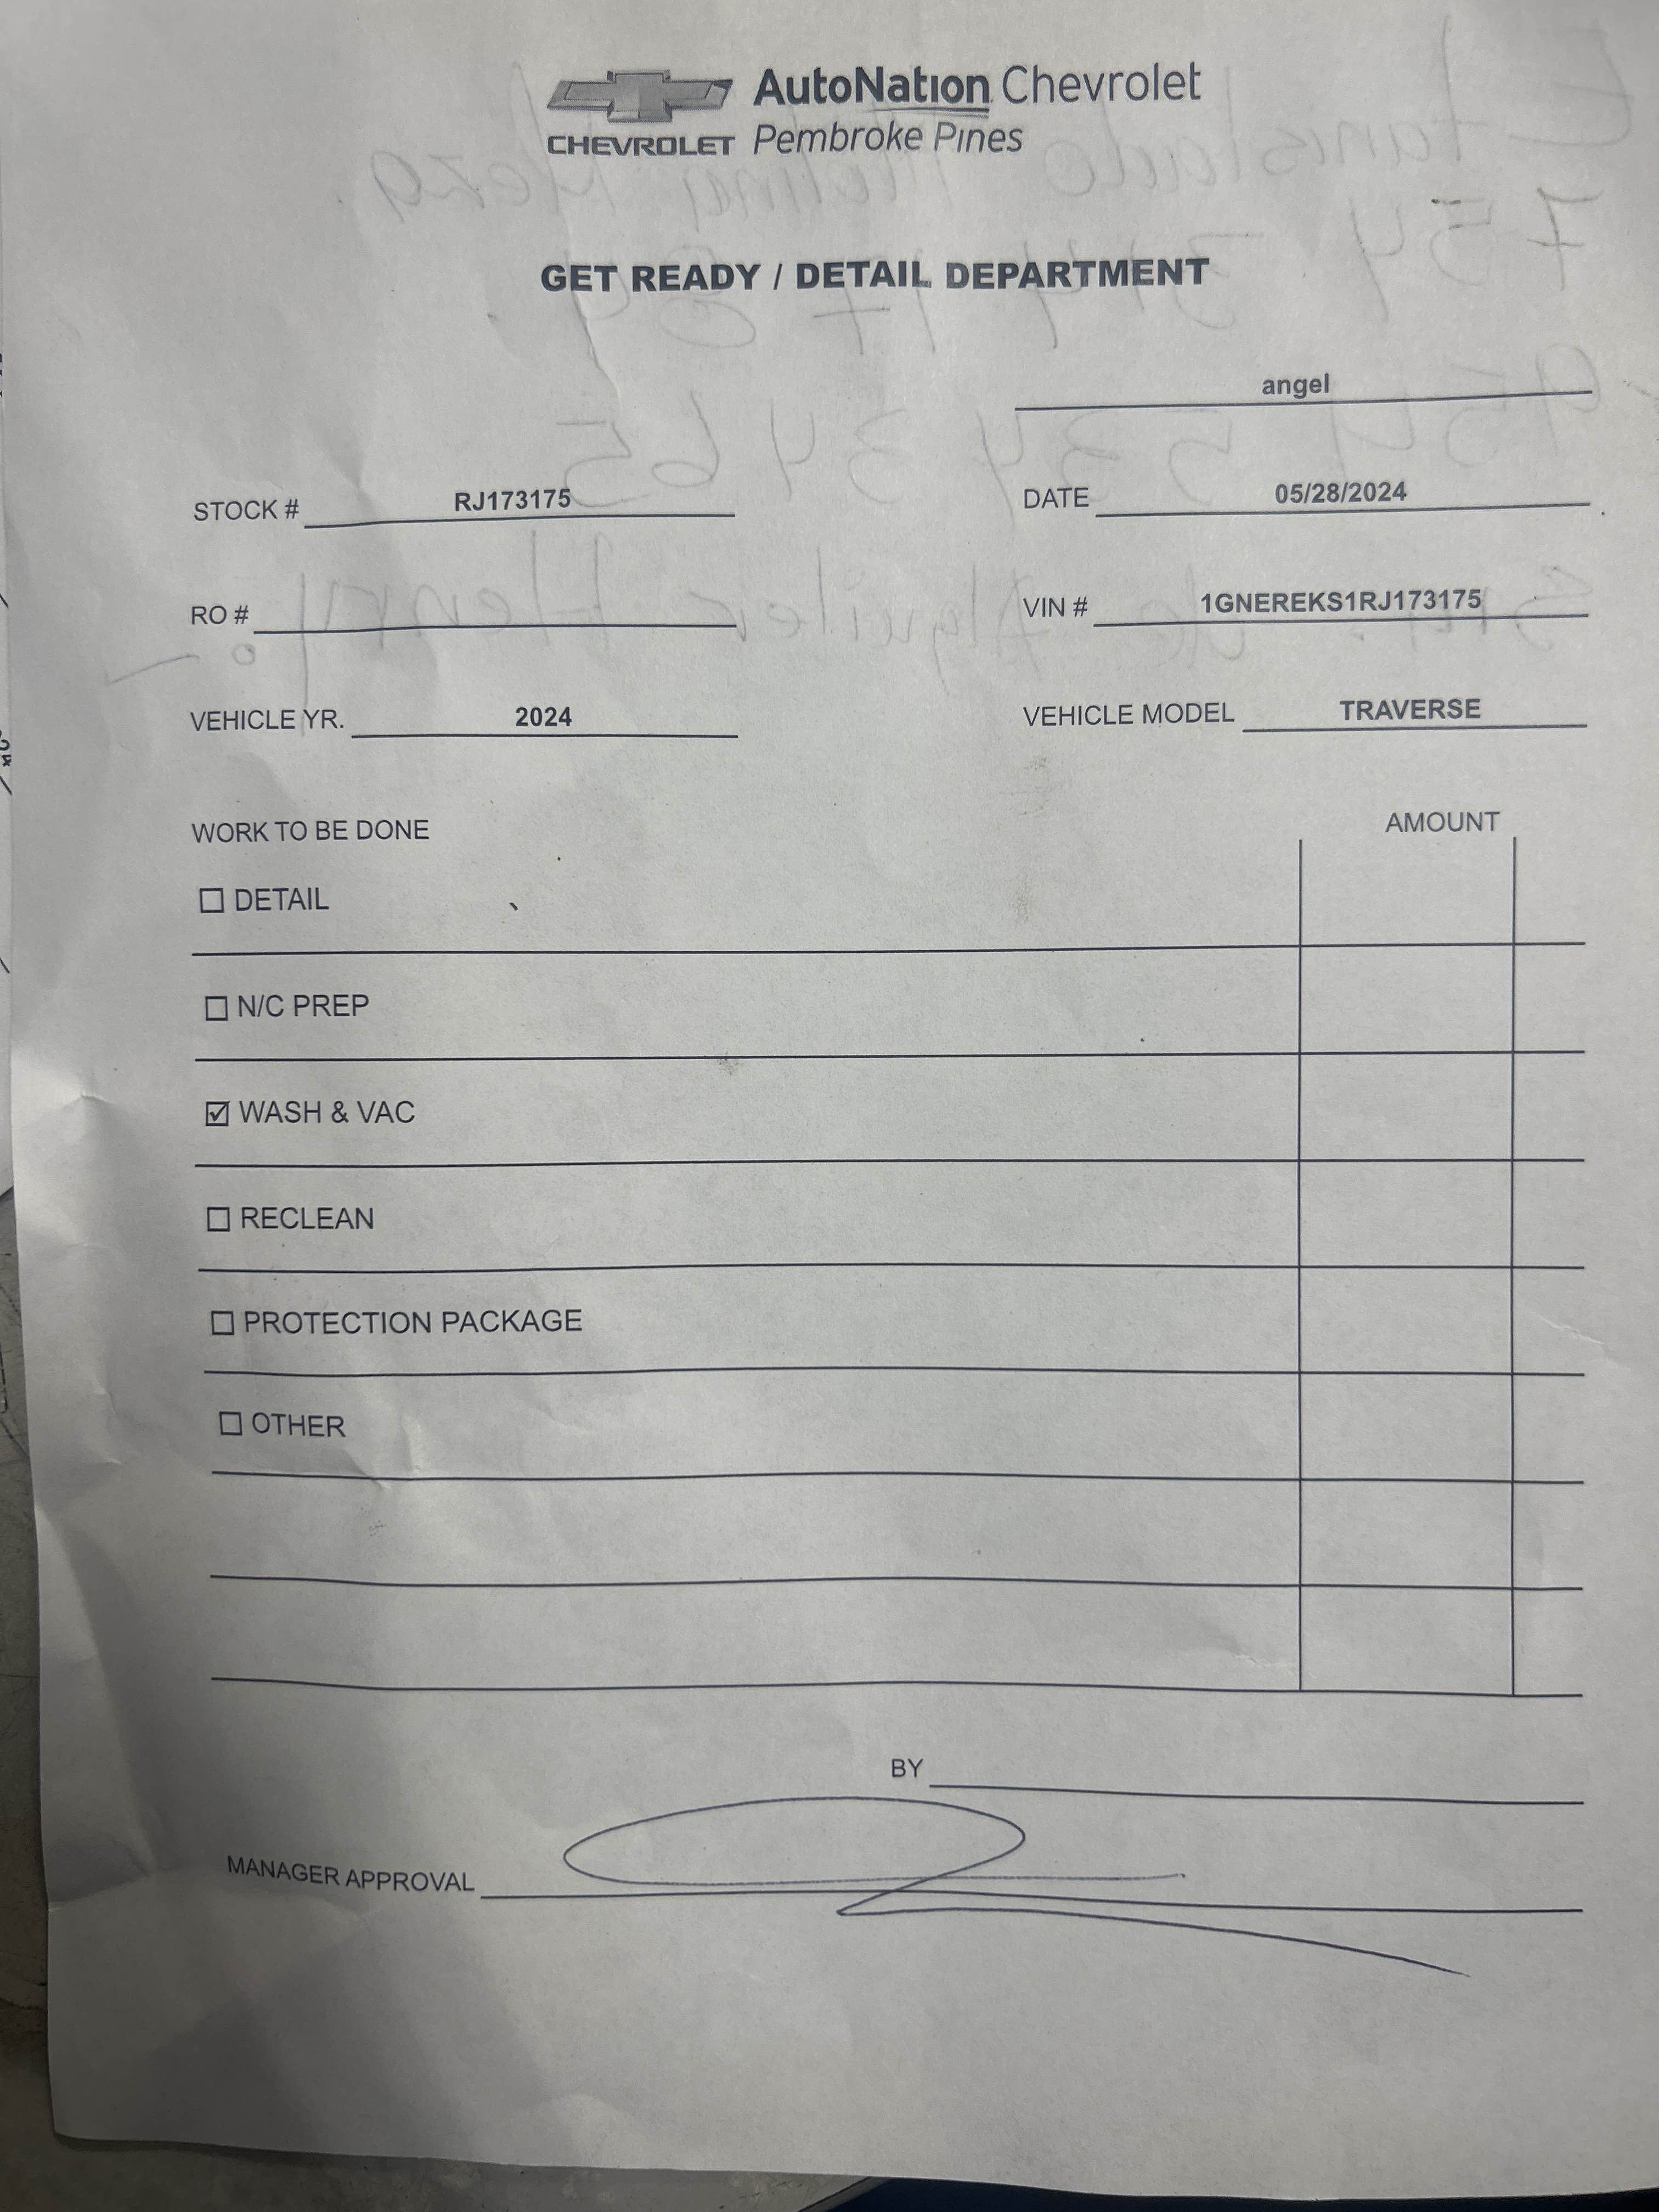 AutoNation Chevrolet
CHEVROLET Pembroke Pines
GET READY / DETAIL DEPARTMENT
angel
STOCK # RJ173175 DATE 05/28/2024
RO # VIN # 1GNEREKS1RJ173175
VEHICLE YR. 2024 VEHICLE MODEL TRAVERSE
WORK TO BE DONE AMOUNT
☐ DETAIL
☐ N/C PREP
☑ WASH & VAC
☐ RECLEAN
☐ PROTECTION PACKAGE
☐ OTHER
BY
MANAGER APPROVAL